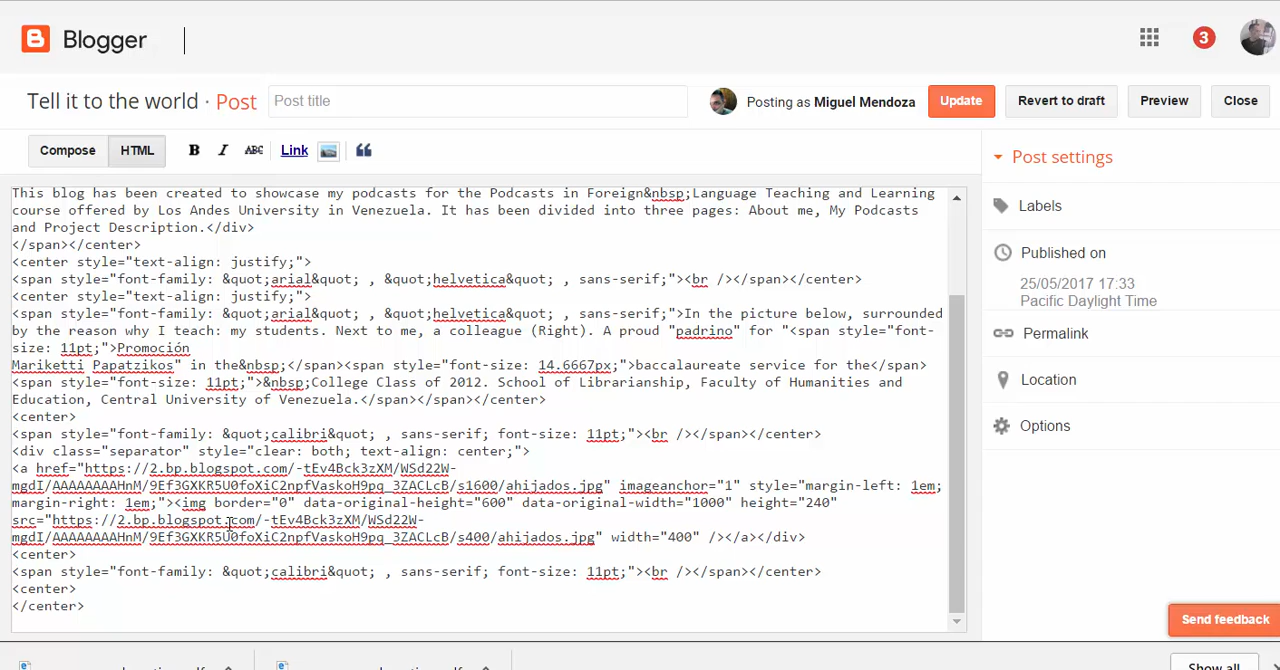 Blogger
3
Tell it to the world · Post
Post title
Posting as Miguel Mendoza
Update
Revert to draft
Preview
Close
Compose
HTML
B I ABC Link
Post settings
This blog has been created to showcase my podcasts for the Podcasts in Foreign&nbsp;Language Teaching and Learning
course offered by Los Andes University in Venezuela. It has been divided into three pages: About me, My Podcasts
and Project Description.</div>
</span></center>
<center style="text-align: justify;">
<span style="font-family: &quot;arial&quot; , &quot;helvetica&quot; , sans-serif;"><br /></span></center>
<center style="text-align: justify;">
<span style="font-family: &quot;arial&quot; , &quot;helvetica&quot; , sans-serif;">In the picture below, surrounded
by the reason why I teach: my students. Next to me, a colleague (Right). A proud "padrino" for "<span style="font-
size: 11pt;">Promoción
Mariketti Papatzikos" in the&nbsp;</span><span style="font-size: 14.6667px;">baccalaureate service for the</span>
<span style="font-size: 11pt;">&nbsp;College Class of 2012. School of Librarianship, Faculty of Humanities and
Education, Central University of Venezuela.</span></span></center>
<center>
<span style="font-family: &quot;calibri&quot; , sans-serif; font-size: 11pt;"><br /></span></center>
<div class="separator" style="clear: both; text-align: center;">
<a href="https://2.bp.blogspot.com/-tEv4Bck3zXM/WSd22W-
mgdI/AAAAAAAAHnM/9Ef3GXKR5U0foXiC2npfVaskoH9pq_3ZACLcB/s1600/ahijados.jpg" imageanchor="1" style="margin-left: 1em;
margin-right: 1em;"><img border="0" data-original-height="600" data-original-width="1000" height="240"
src="https://2.bp.blogspot.com/-tEv4Bck3zXM/WSd22W-
mgdI/AAAAAAAAHnM/9Ef3GXKR5U0foXiC2npfVaskoH9pq_3ZACLcB/s400/ahijados.jpg" width="400" /></a></div>
<center>
<span style="font-family: &quot;calibri&quot; , sans-serif; font-size: 11pt;"><br /></span></center>
<center>
</center>
Labels
Published on
25/05/2017 17:33
Pacific Daylight Time
Permalink
Location
Options
Send feedback
Show all